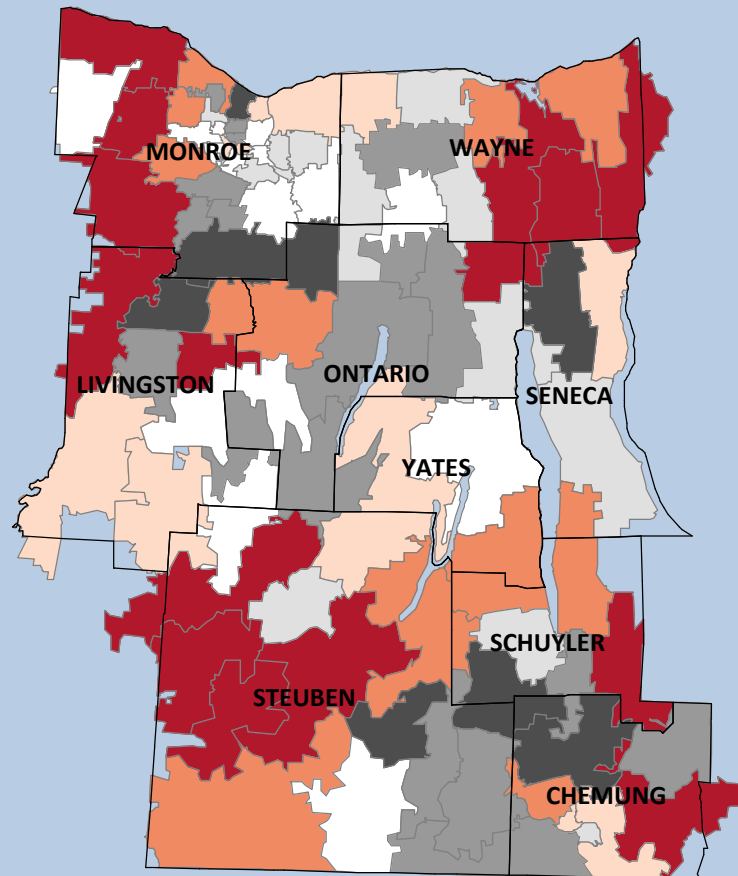 MONROE
WAYNE
LIVINGSTON
ONTARIO
SENECA
YATES
SCHUYLER
STEUBEN
CHEMUNG